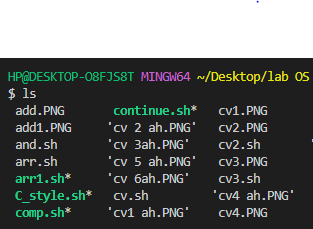 HP@DESKTOP-O8FJS8T MINGW64 ~/Desktop/lab OS
$ ls
add.PNG continue.sh* cv1.PNG
add1.PNG 'cv 2 ah.PNG' cv2.PNG
and.sh 'cv 3ah.PNG' cv2.sh '
arr.sh 'cv 5 ah.PNG' cv3.PNG
arr1.sh* 'cv 6ah.PNG' cv3.sh
C_style.sh* cv.sh 'cv4 ah.PNG'
comp.sh* 'cv1 ah.PNG' cv4.PNG